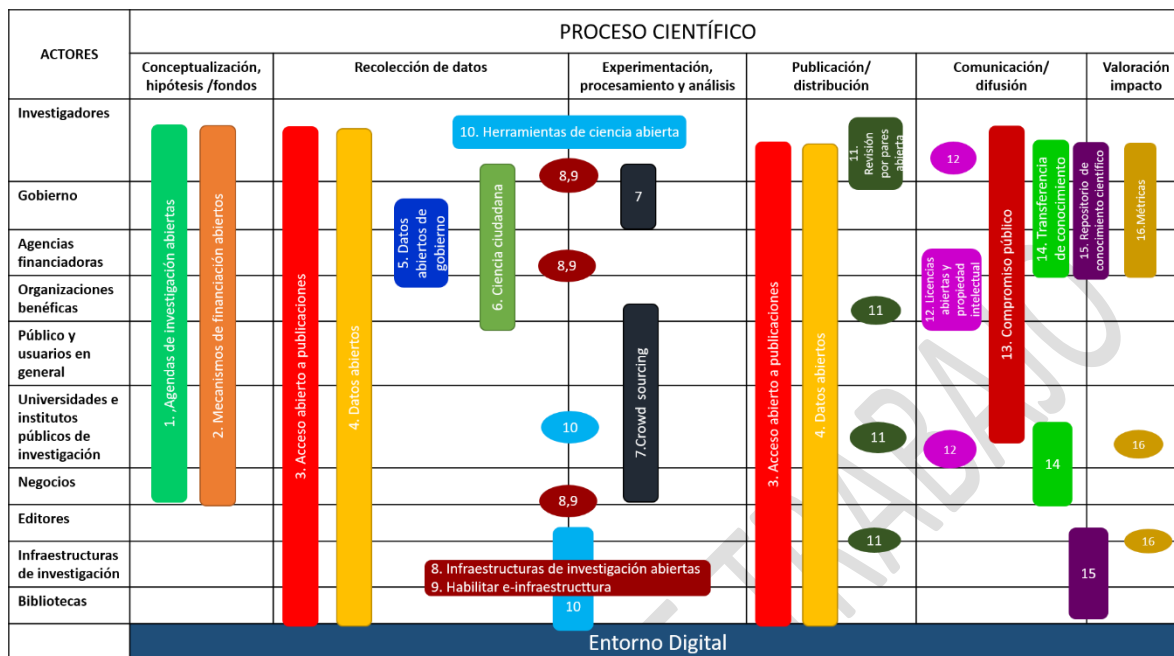 ACTORES
PROCESO CIENTÍFICO
Conceptualización,
hipótesis /fondos
Recolección de datos
Experimentación,
procesamiento y análisis
Publicación/
distribución
Comunicación/
difusión
Valoración
impacto
Investigadores
Gobierno
Agencias
financiadoras
Organizaciones
benéficas
Público y
usuarios en
general
Universidades e
institutos
públicos de
investigación
Negocios
Editores
Infraestructuras
de investigación
Bibliotecas
1. ,Agendas de investigación abiertas
2. Mecanismos de financiación abiertos
3. Acceso abierto a publicaciones
4. Datos abiertos
5. Datos
abiertos de
gobierno
6. Ciencia ciudadana
10. Herramientas de ciencia abierta
8,9
7
8,9
7.Crowd sourcing
10
8,9
8. Infraestructuras de investigación abiertas
9. Habilitar e-infraestructtura
10
3. Acceso abierto a publicaciones
4. Datos abiertos
11.
Revisión
por pares
abierta
11
11
11
12
12. Licencias
abiertas y
propiedad
intelectual
12
13. Compromiso público
14. Transferencia
de conocimiento
14
15. Repositorio de
conocimiento científico
15
16.Métricas
16
16
E TRABAJO
Entorno Digital